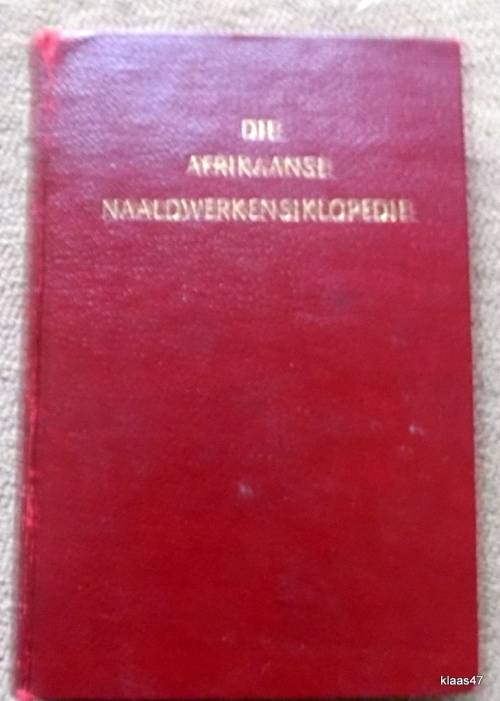 DIE
AFRIKAANSE
NAALDWERKENSIKLOPEDIE
klaas47